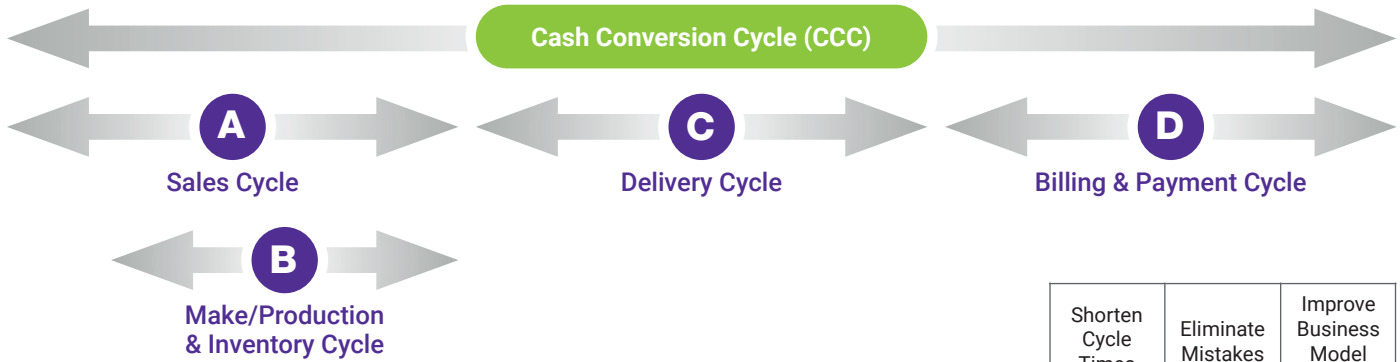 Cash Conversion Cycle (CCC)
A
C
D
Sales Cycle
Delivery Cycle
Billing & Payment Cycle
B
Make/Production
& Inventory Cycle
Shorten
Cycle
Eliminate
Mistakes
Improve
Business
Model